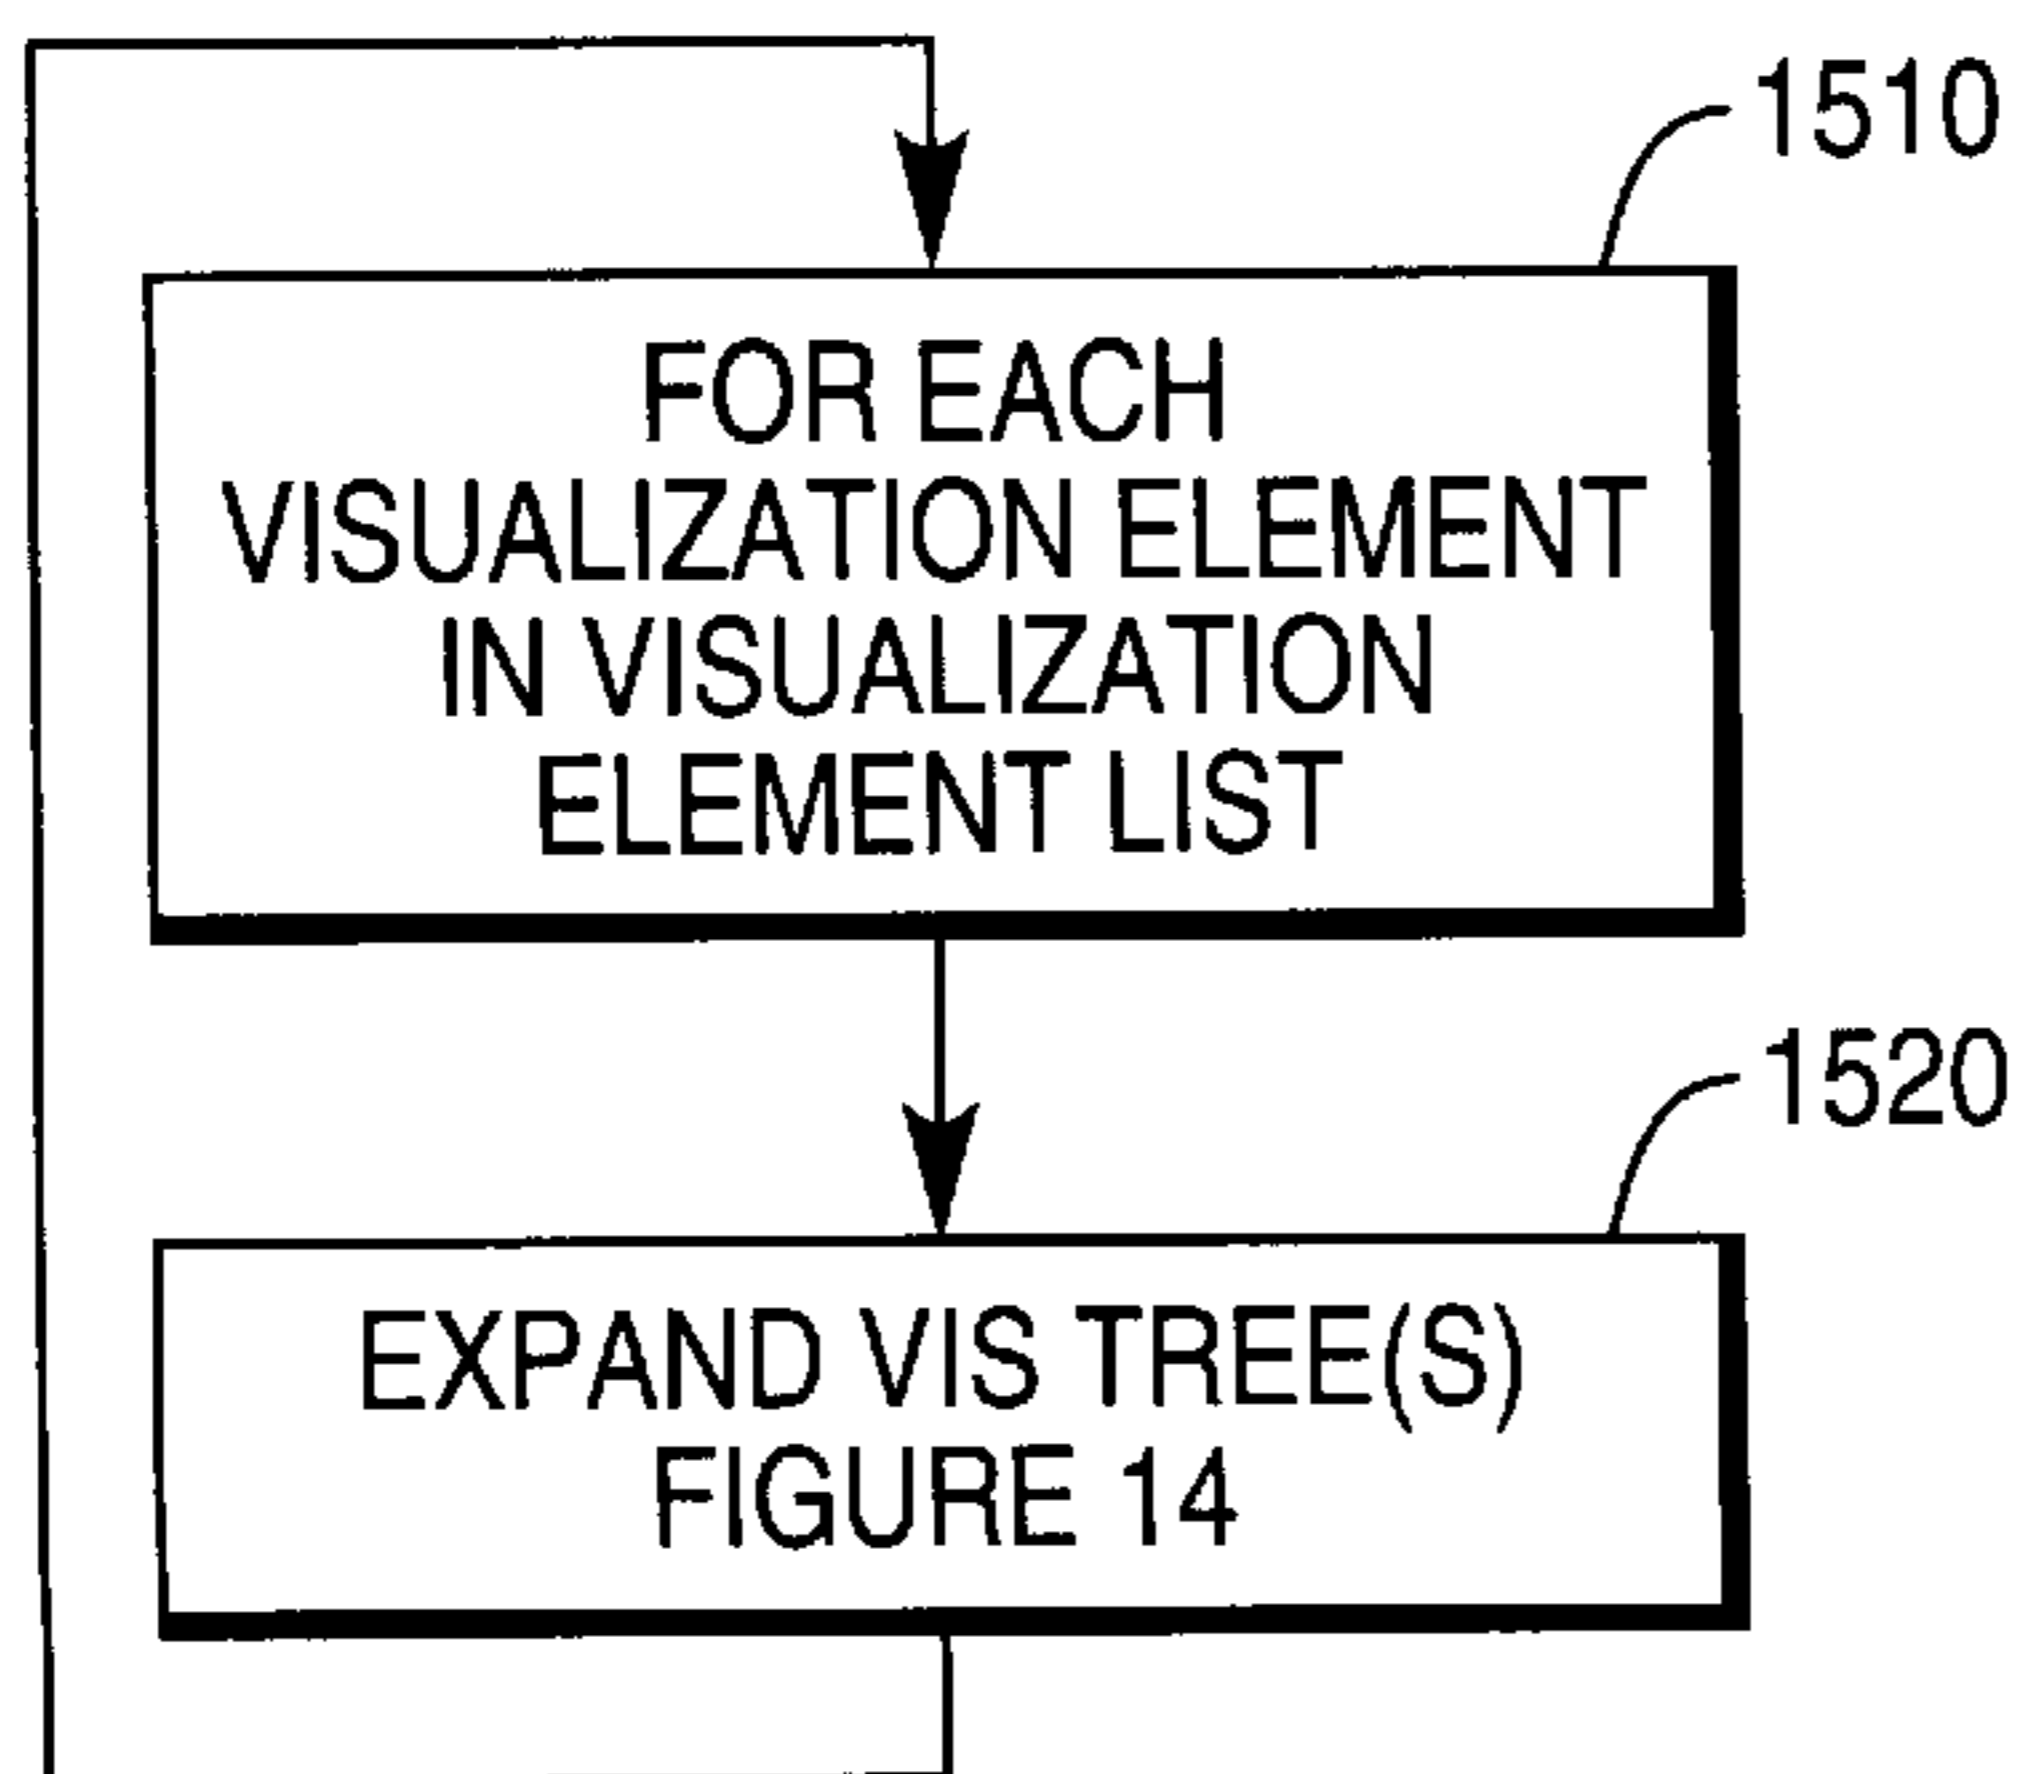 1510
FOR EACH
VISUALIZATION ELEMENT
IN VISUALIZATION
ELEMENT LIST
1520
EXPAND VIS TREE(S)
FIGURE 14